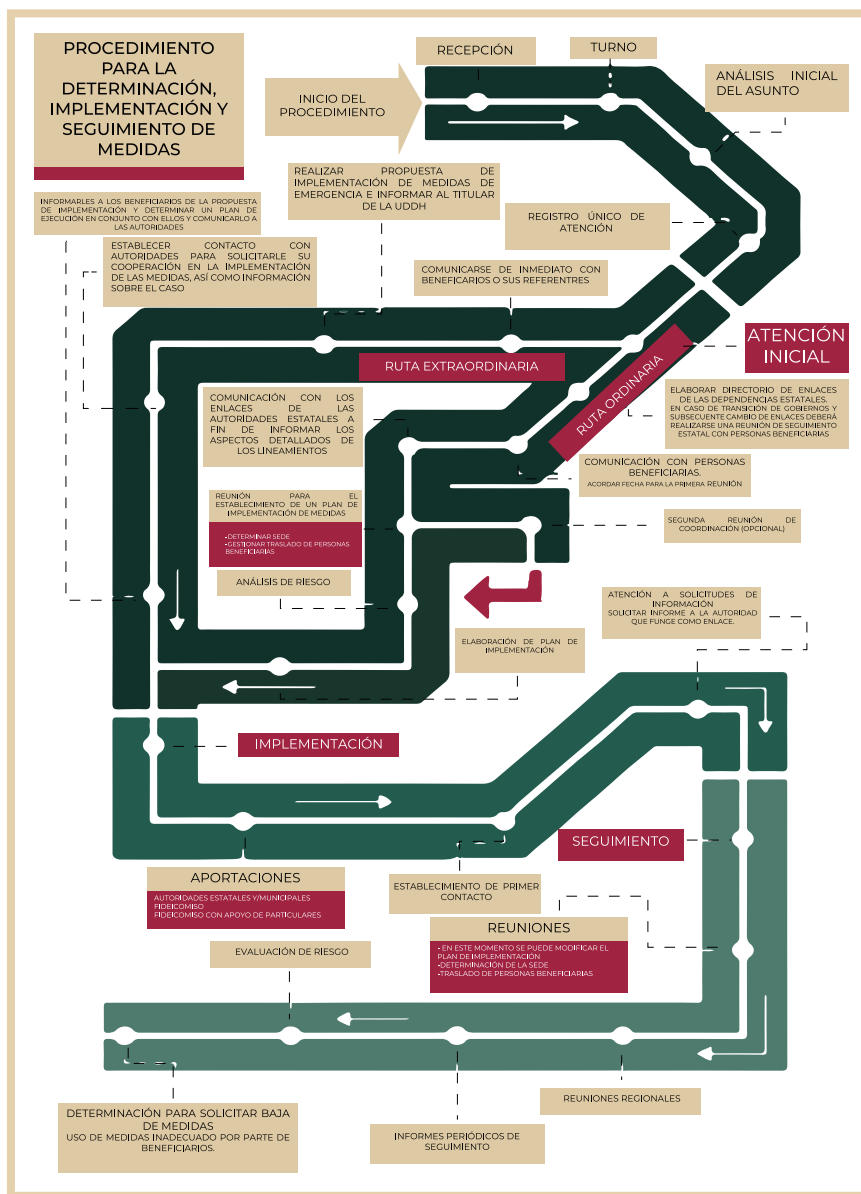 PROCEDIMIENTO
PARA LA
DETERMINACIÓN,
IMPLEMENTACIÓN Y
SEGUIMIENTO DE
MEDIDAS
RECEPCIÓN
TURNO
ANÁLISIS INICIAL
DEL ASUNTO
INICIO DEL
PROCEDIMIENTO
REALIZAR PROPUESTA DE
IMPLEMENTACIÓN DE MEDIDAS DE
EMERGENCIA E INFORMAR AL TITULAR
DE LA UDDH
INFORMARLES A LOS BENEFICIARIOS DE LA PROPUESTA
DE IMPLEMENTACIÓN Y DETERMINAR UN PLAN DE
EJECUCIÓN EN CONJUNTO CON ELLOS Y COMUNICARLO A
LAS AUTORIDADES
REGISTRO ÚNICO DE
ATENCIÓN
ESTABLECER CONTACTO CON
AUTORIDADES PARA SOLICITARLE SU
COOPERACIÓN EN LA IMPLEMENTACIÓN
DE LAS MEDIDAS, ASÍ COMO INFORMACIÓN
SOBRE EL CASO
COMUNICARSE DE INMEDIATO CON
BENEFICARIOS O SUS REFERENTRES
RUTA EXTRAORDINARIA
RUTA ORDINARIA
ATENCIÓN
INICIAL
ELABORAR DIRECTORIO DE ENLACES
DE LAS DEPENDENCIAS ESTATALES.
EN CASO DE TRANSICIÓN DE GOBIERNOS Y
SUBSECUENTE CAMBIO DE ENLACES DEBERÁ
REALIZARSE UNA REUNIÓN DE SEGUIMIENTO
ESTATAL CON PERSONAS BENEFICIARIAS
COMUNICACIÓN CON LOS
ENLACES DE LAS
AUTORIDADES ESTATALES A
FIN DE INFORMAR LOS
ASPECTOS DETALLADOS DE
LOS LÍNEAMIENTOS
COMUNICACIÓN CON PERSONAS
BENEFICIARIAS.
ACORDAR FECHA PARA LA PRIMERA REUNIÓN
REUNIÓN PARA EL
ESTABLECIMIENTO DE UN PLAN DE
IMPLEMENTACIÓN DE MEDIDAS
-DETERMINAR SEDE
-GESTIONAR TRASLADO DE PERSONAS
BENEFICIARIAS
SEGUNDA REUNIÓN DE
COORDINACIÓN (OPCIONAL)
ANÁLISIS DE RIESGO
ATENCIÓN A SOLICITUDES DE
INFORMACIÓN
SOLICITAR INFORME A LA AUTORIDAD
QUE FUNGE COMO ENLACE.
ELABORACIÓN DE PLAN DE
IMPLEMENTACIÓN
IMPLEMENTACIÓN
SEGUIMIENTO
APORTACIONES
AUTORIDADES ESTATALES Y/MUNICIPALES
FIDEICOMISO
FIDEICOMISO CON APOYO DE PARTICULARES
ESTABLECIMIENTO DE PRIMER
CONTACTO
REUNIONES
- EN ESTE MOMENTO SE PUEDE MODIFICAR EL
PLAN DE IMPLEMENTACIÓN
-DETERMINACIÓN DE LA SEDE
-TRASLADO DE PERSONAS BENEFICIARIAS
EVALUACIÓN DE RIESGO
REUNIONES REGIONALES
DETERMINACIÓN PARA SOLICITAR BAJA
DE MEDIDAS
USO DE MEDIDAS INADECUADO POR PARTE DE
BENEFICIARIOS.
INFORMES PERIÓDICOS DE
SEGUIMIENTO